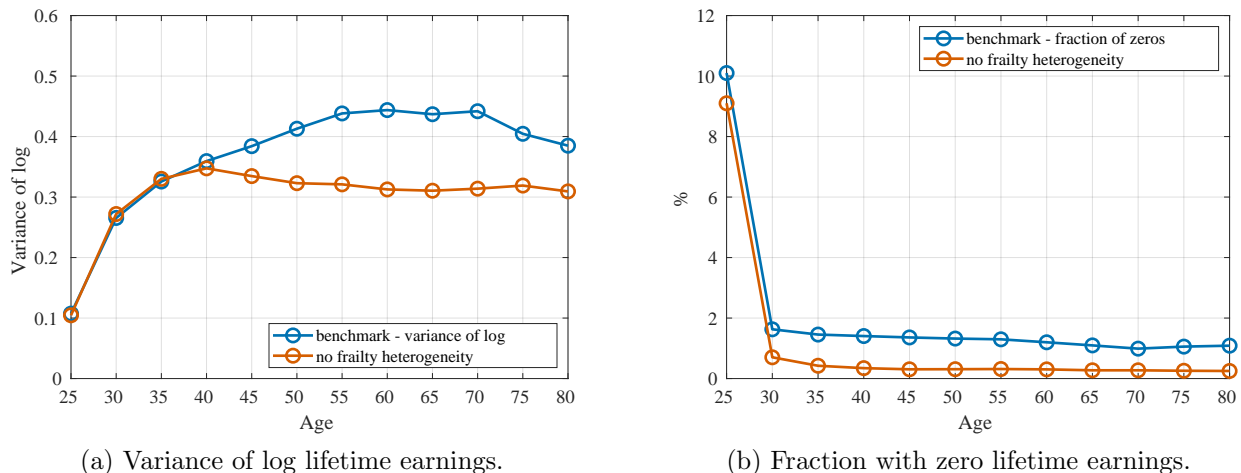 0.6
0.5
0.4
0.3
0.2
0.1
0
Variance of log
25 30 35 40 45 50 55 60 65 70 75 80
Age
benchmark - variance of log
no frailty heterogeneity
(a) Variance of log lifetime earnings.
12
10
8
6
4
2
0
%
25 30 35 40 45 50 55 60 65 70 75 80
Age
benchmark - fraction of zeros
no frailty heterogeneity
(b) Fraction with zero lifetime earnings.